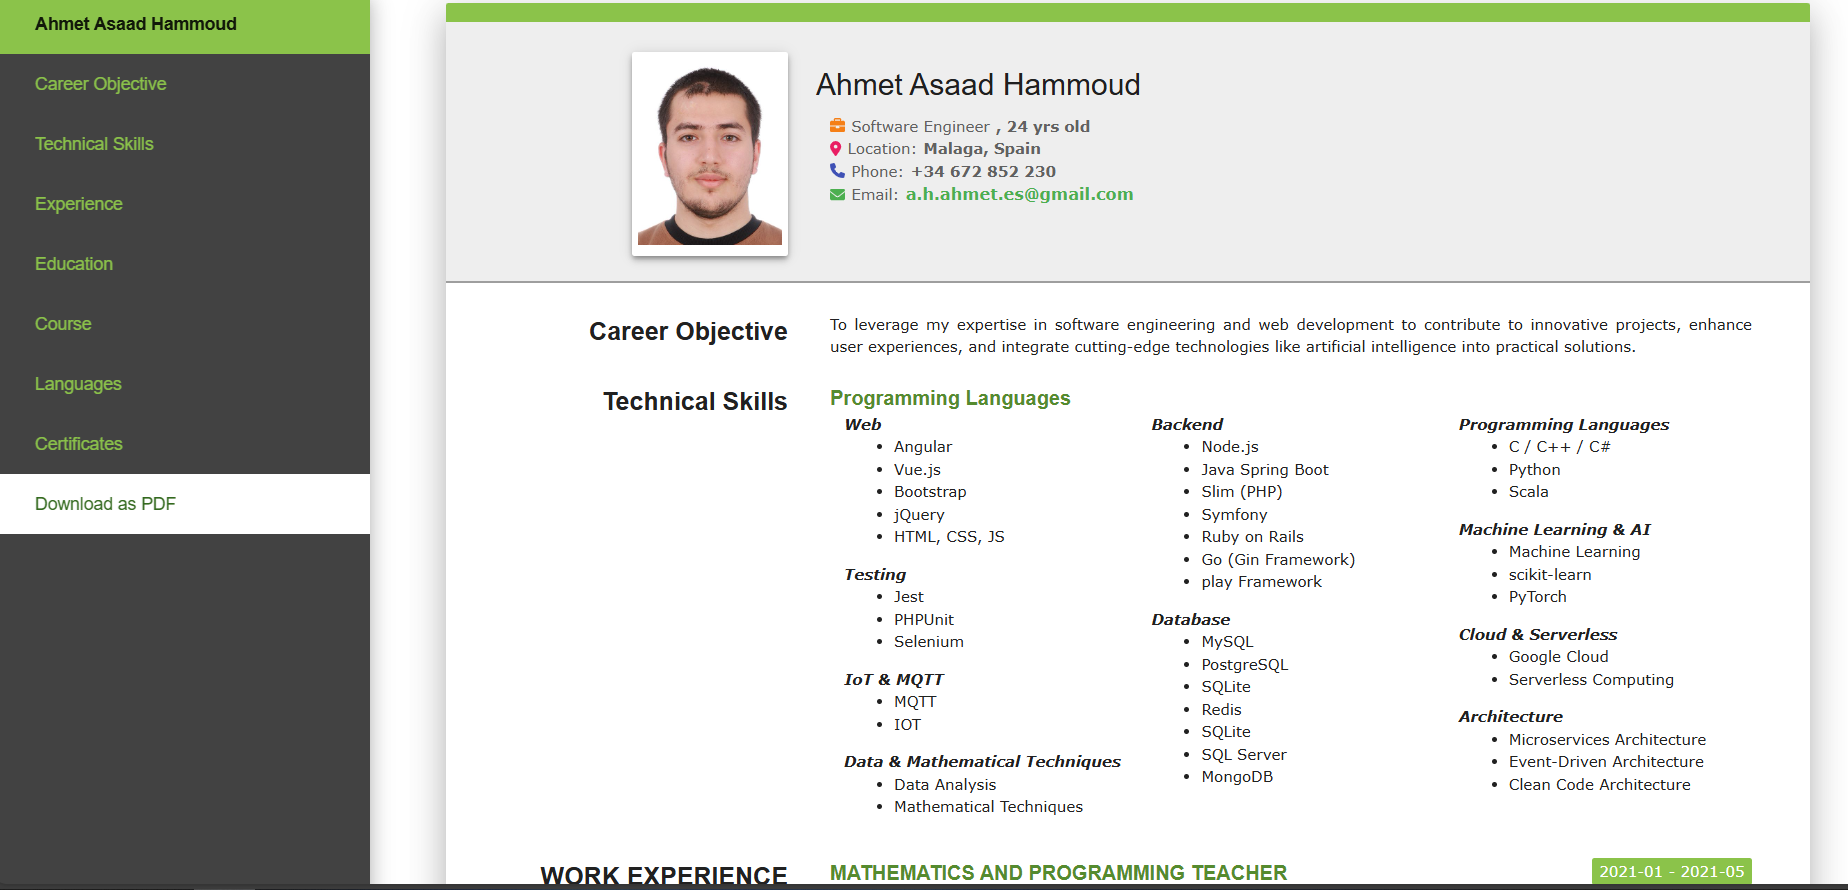 Ahmet Asaad Hammoud
Career Objective
Technical Skills
Experience
Education
Course
Languages
Certificates
Download as PDF
Ahmet Asaad Hammoud
Software Engineer , 24 yrs old
Location: Malaga, Spain
Phone: +34 672 852 230
Email: a.h.ahmet.es@gmail.com
Career Objective
To leverage my expertise in software engineering and web development to contribute to innovative projects, enhance
user experiences, and integrate cutting-edge technologies like artificial intelligence into practical solutions.
Technical Skills
Programming Languages
Web
• Angular
• Vue.js
• Bootstrap
• jQuery
• HTML, CSS, JS
Testing
• Jest
• PHPUnit
• Selenium
IoT & MQTT
• MQTT
• IOT
Data & Mathematical Techniques
• Data Analysis
• Mathematical Techniques
Backend
• Node.js
• Java Spring Boot
• Slim (PHP)
• Symfony
• Ruby on Rails
• Go (Gin Framework)
• play Framework
Database
• MySQL
• PostgreSQL
• SQLite
• Redis
• SQLite
• SQL Server
• MongoDB
Programming Languages
• C / C++ / C#
• Python
• Scala
Machine Learning & AI
• Machine Learning
• scikit-learn
• PyTorch
Cloud & Serverless
• Google Cloud
• Serverless Computing
Architecture
• Microservices Architecture
• Event-Driven Architecture
• Clean Code Architecture
WORK EXPERIENCE
MATHEMATICS AND PROGRAMMING TEACHER
2021-01 - 2021-05